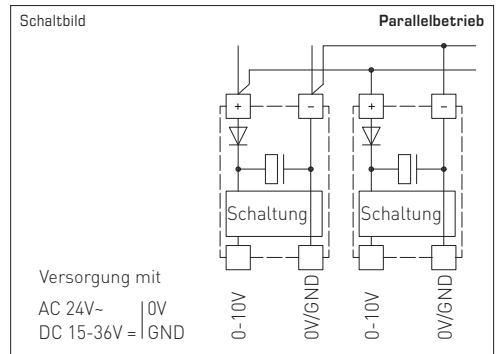 Schaltbild
Parallelbetrieb
+ − + −
Schaltung Schaltung
Versorgung mit
AC 24V~ | 0V
DC 15-36V = | GND
0-10V
0V/GND
0-10V
0V/GND